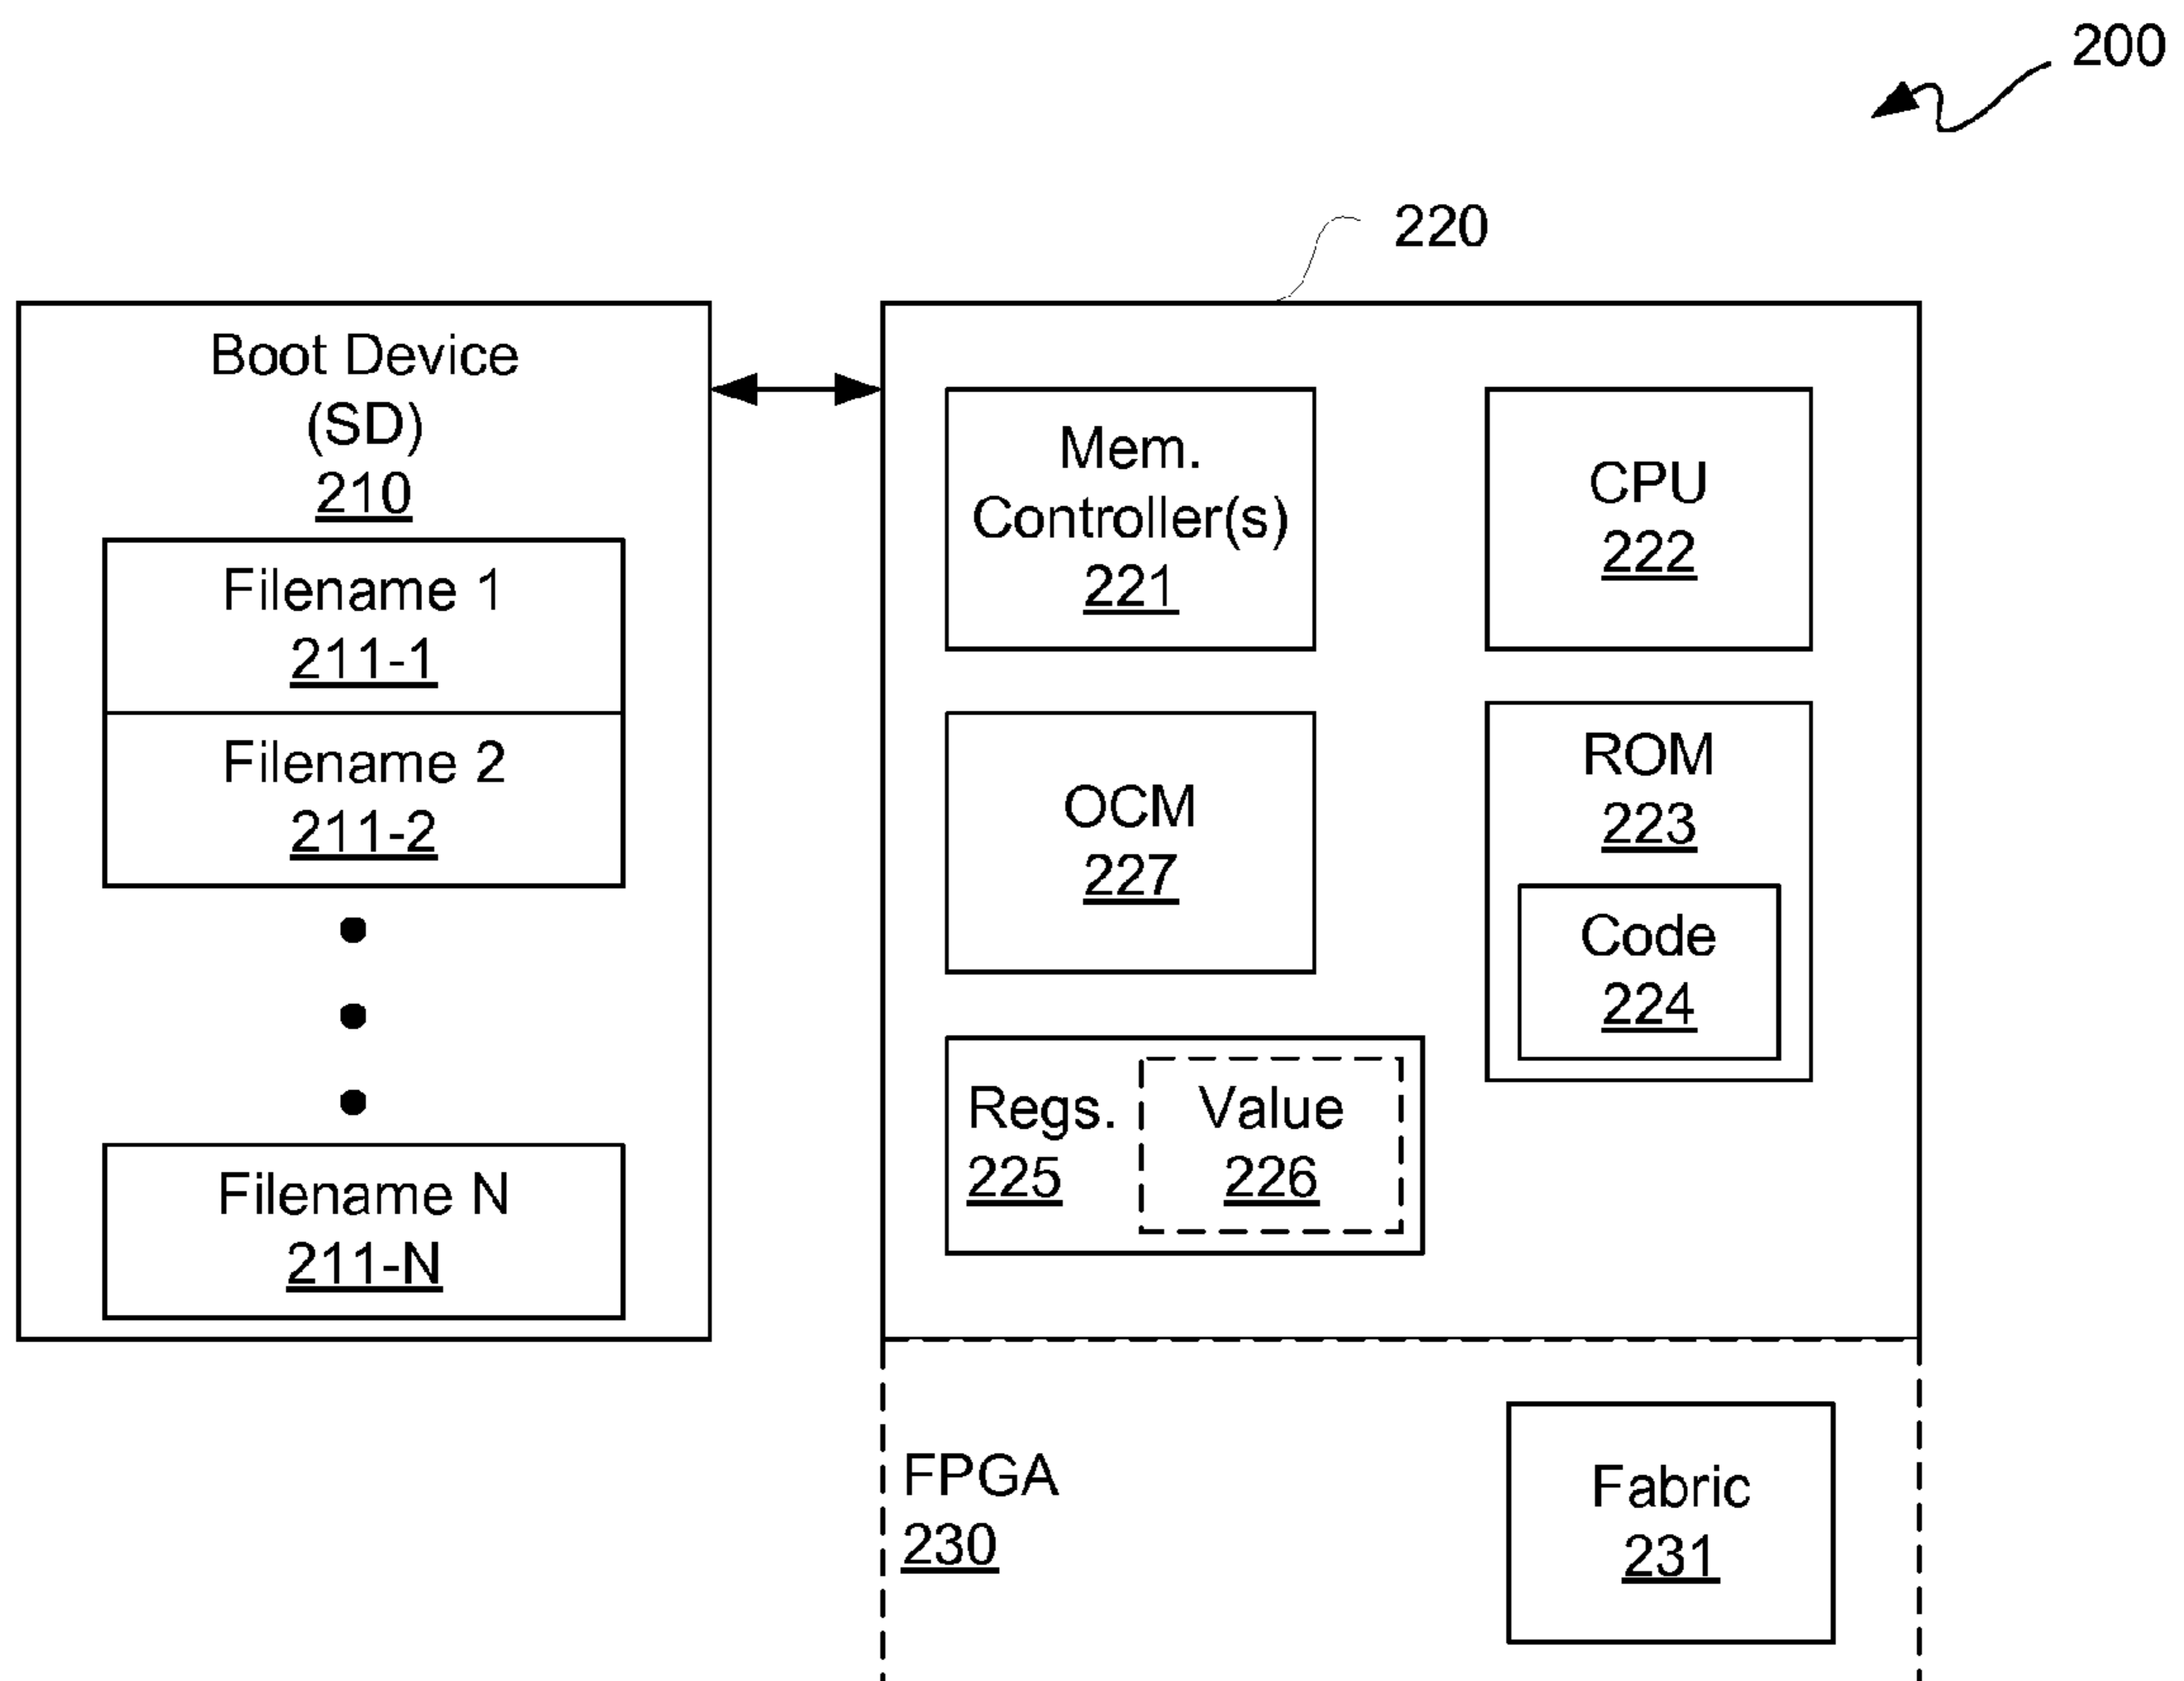 200
220
Boot Device
(SD)
210
Filename 1
211-1
Filename 2
211-2
Filename N
211-N
Mem.
Controller(s)
221
CPU
222
OCM
227
ROM
223
Code
224
Regs.
225
Value
226
FPGA
230
Fabric
231